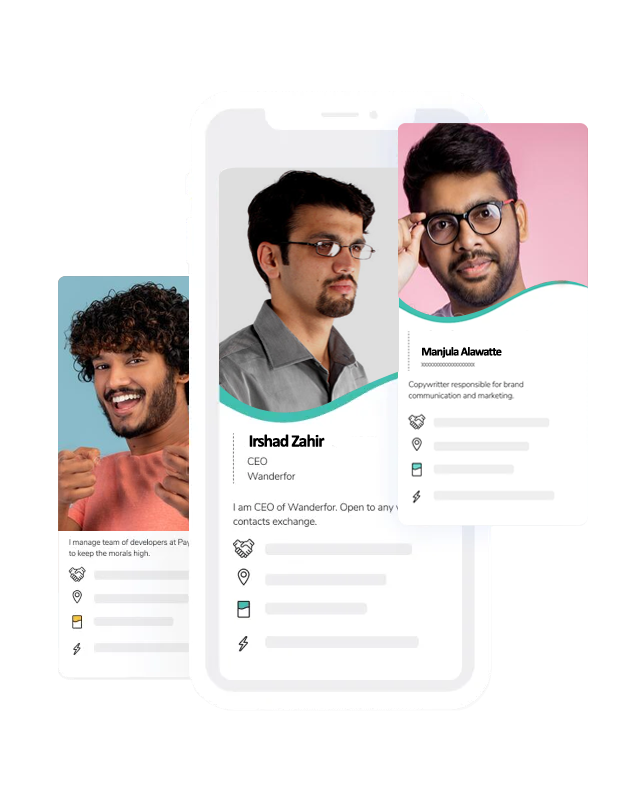 Manjula Alawatte
xxxxxxxxxxxxxxxxxxxxx
Copywritter responsible for brand
communication and marketing.
Irshad Zahir
CEO
Wanderfor
I am CEO of Wanderfor. Open to any
contacts exchange.
I manage team of developers at Pay
to keep the morals high.